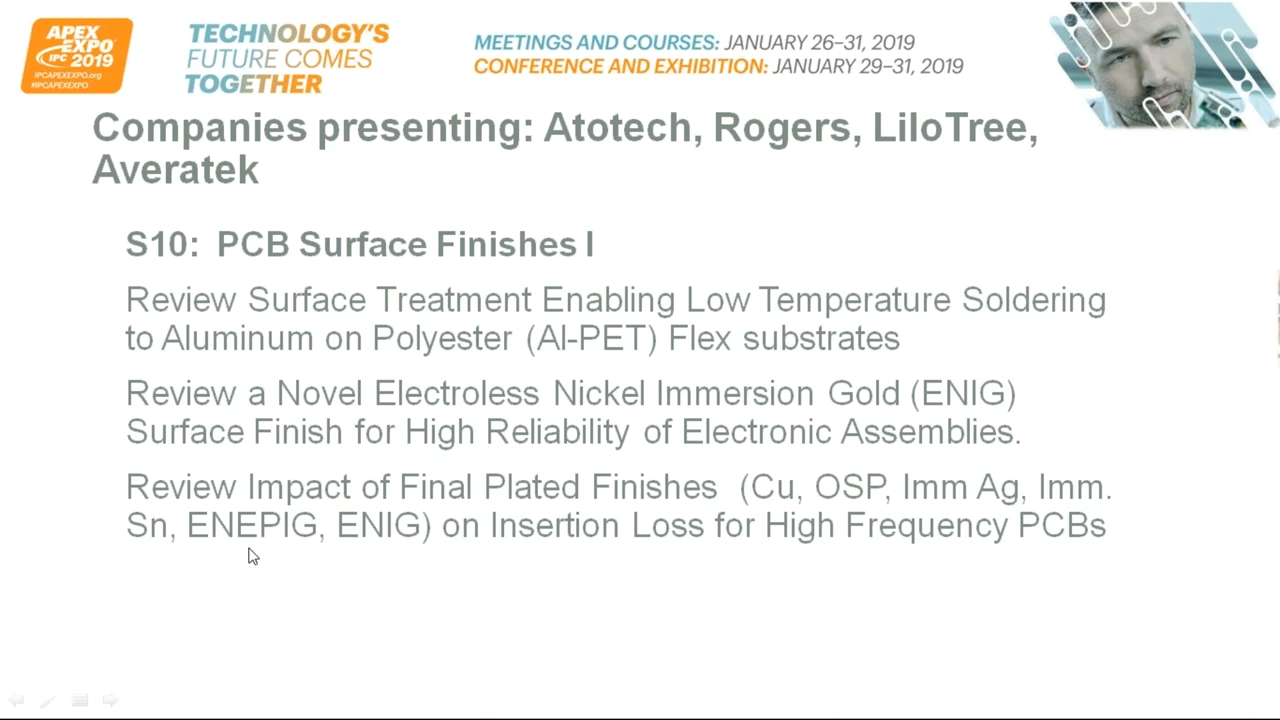 APEX
EXPO
IPC 2019
IPCAPEXEXPO.org
#IPCAPEXEXPO
TECHNOLOGY'S
FUTURE COMES
TOGETHER
MEETINGS AND COURSES: JANUARY 26–31, 2019
CONFERENCE AND EXHIBITION: JANUARY 29–31, 2019
Companies presenting: Atotech, Rogers, LiloTree,
Averatek
S10: PCB Surface Finishes I
Review Surface Treatment Enabling Low Temperature Soldering
to Aluminum on Polyester (Al-PET) Flex substrates
Review a Novel Electroless Nickel Immersion Gold (ENIG)
Surface Finish for High Reliability of Electronic Assemblies.
Review Impact of Final Plated Finishes (Cu, OSP, Imm Ag, Imm.
Sn, ENEPIG, ENIG) on Insertion Loss for High Frequency PCBs